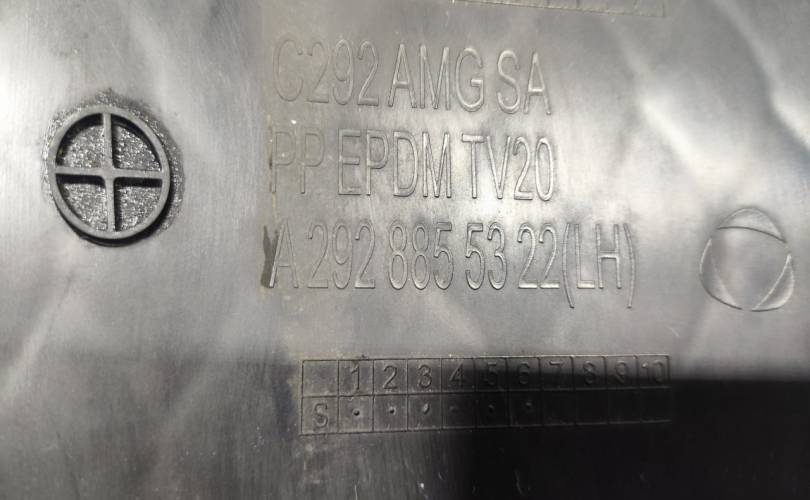 C292 AMG SA
PP EPDM TV20
A 292 885 53 22(LH)
1 2 3 4 5 6 7 8 9 10
S